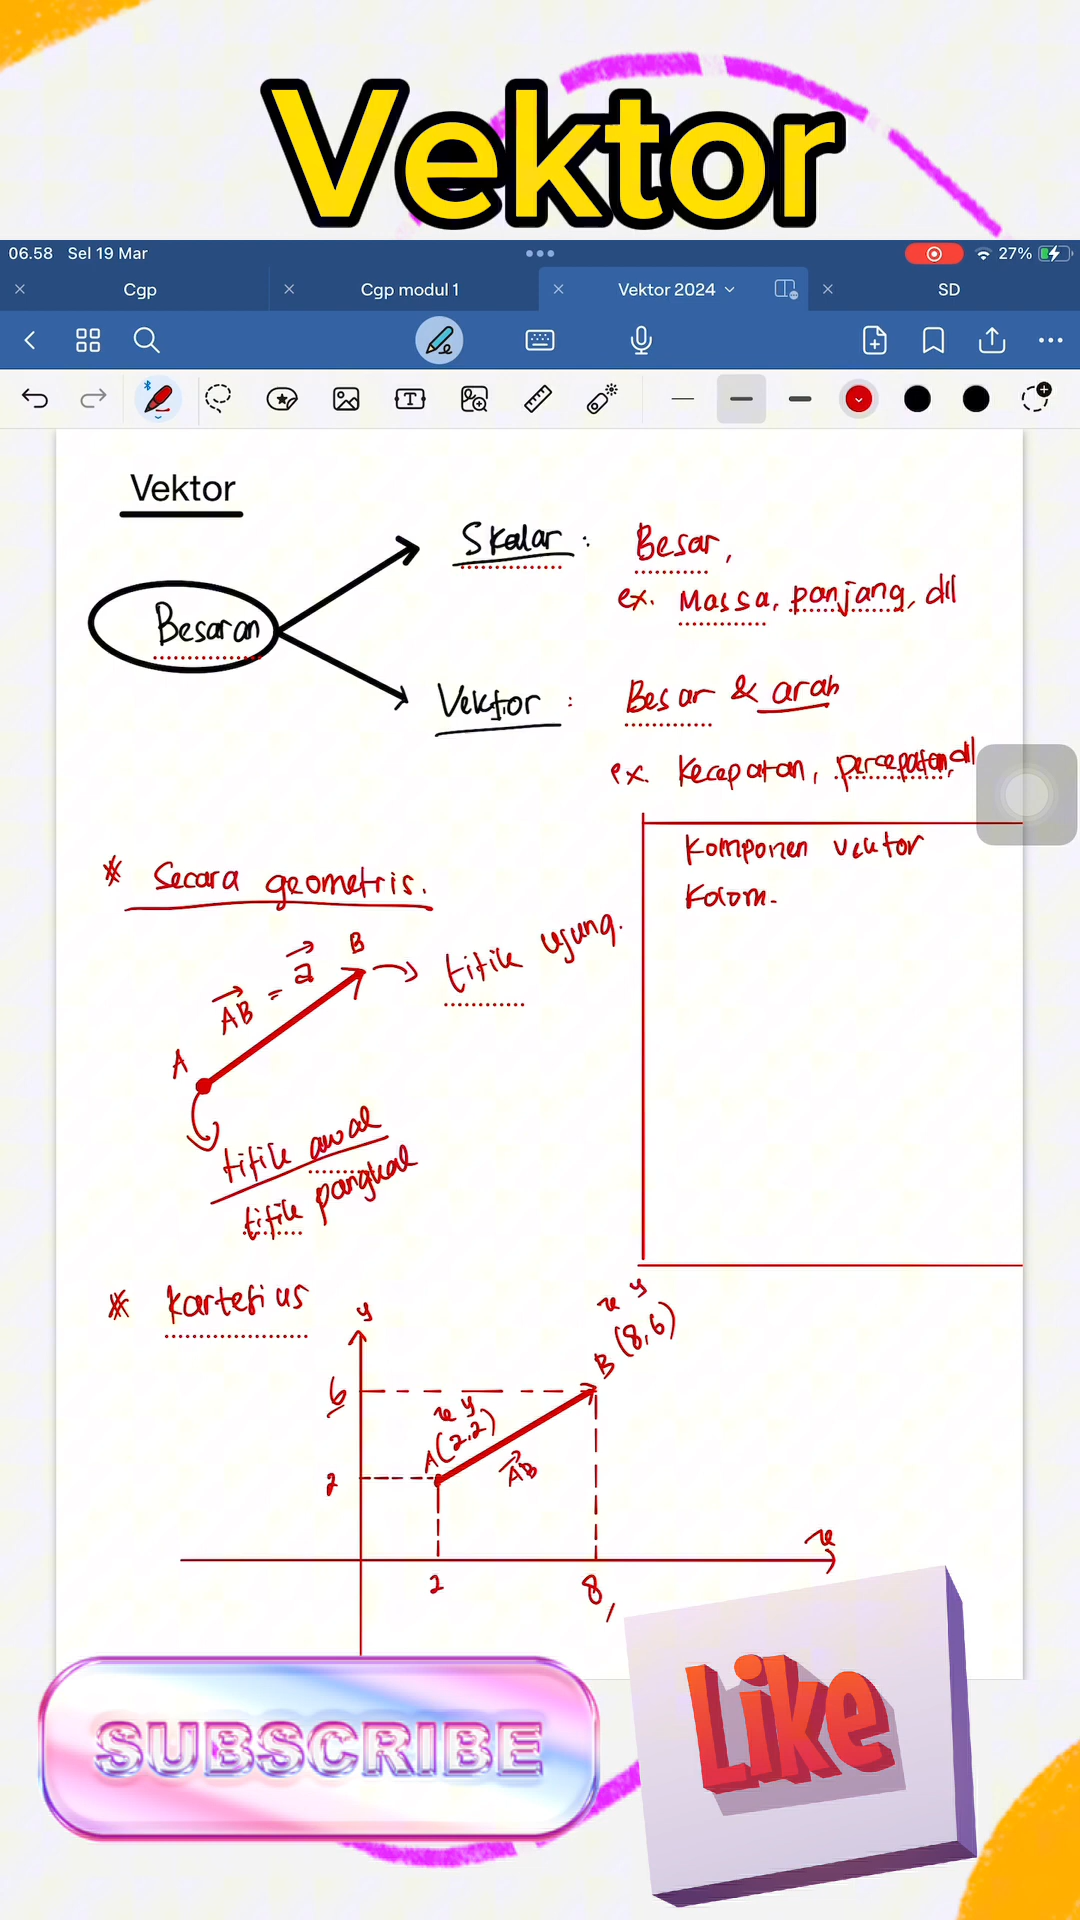 Vektor
06.58 Sel 19 Mar
27%
Cgp
Cgp modul 1
Vektor 2024
SD
Vektor
Skalar : Besar,
ex. Massa, panjang, dll
Besaran
Vektor : Besar & arah
ex. Kecepatan, percepatan, dll
Komponen vektor
Kolom.
* Secara geometris.
B
AB = a
titik ujung.
A
titik awal
titik pangkal
* Kartesius
y
x y
B (8,6)
6
x y
A(2,2)
AB
2
x
2
8,
SUBSCRIBE
Like